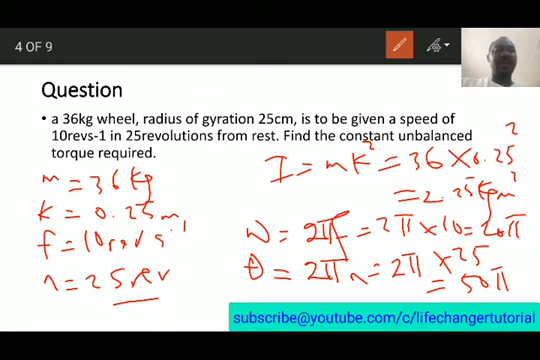 4 OF 9
Question
• a 36kg wheel, radius of gyration 25cm, is to be given a speed of
10revs-1 in 25revolutions from rest. Find the constant unbalanced
torque required.
m = 36kg
k = 0.25m
f = 10rev s⁻¹
n = 25rev
I = mk² = 36 × 0.25²
= 2.25kgm²
ω = 2πf = 2π × 10 = 20π
θ = 2πn = 2π × 25
= 50π
subscribe@youtube.com/c/lifechangertutorial